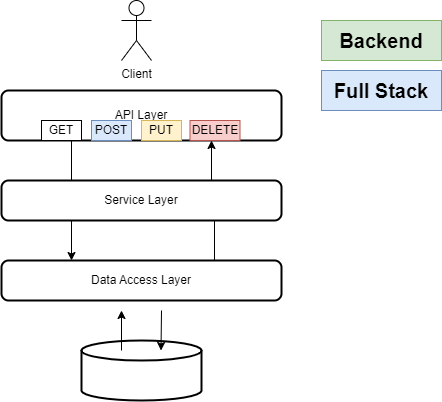 Backend
Client
Full Stack
API Layer
GET POST PUT DELETE
Service Layer
Data Access Layer